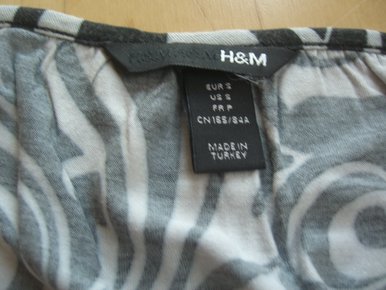 H&M
EUR S
US S
FR P
CN165/84A
MADE IN
TURKEY